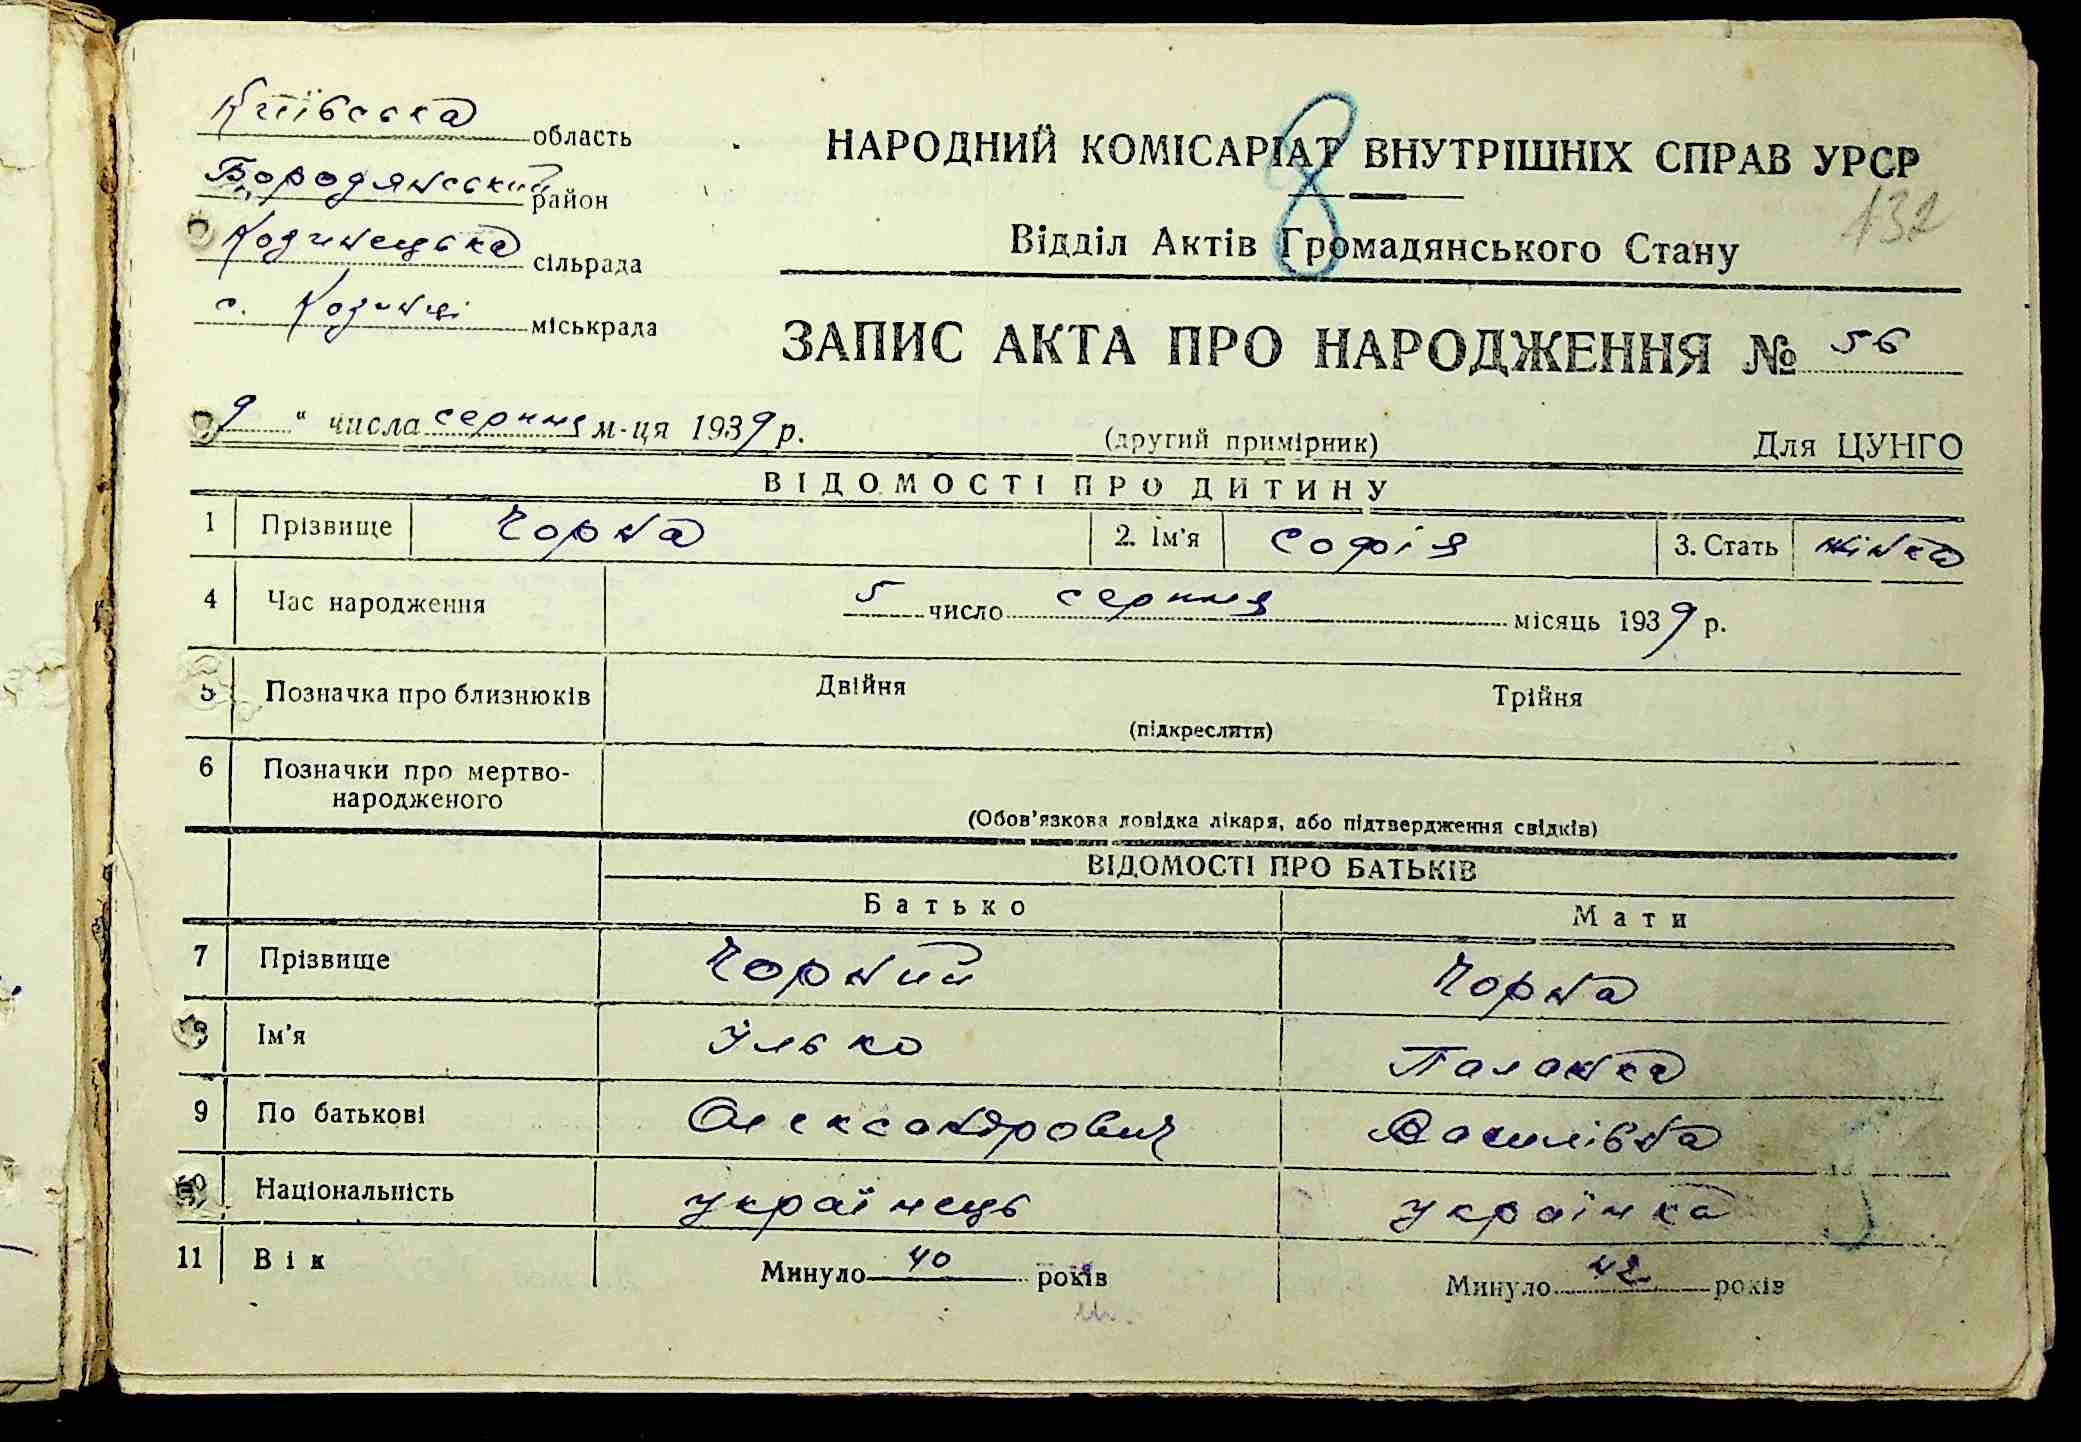 Київська область
Бородянський район
Кодинецька сільрада
с. Кодинці міськрада
НАРОДНИЙ КОМІСАРІАТ ВНУТРІШНІХ СПРАВ УРСР
8
132
Відділ Актів Громадянського Стану
ЗАПИС АКТА ПРО НАРОДЖЕННЯ № 56
9 " числа серпня м-ця 1939 р.
(другий примірник)
Для ЦУНГО
ВІДОМОСТІ ПРО ДИТИНУ
1 Прізвище Чорна 2. Ім'я Софія 3. Стать жінка
4 Час народження 5 число серпня місяць 1939 р.
5 Позначка про близнюків Двійня Трійня
(підкреслити)
6 Позначки про мертво-
народженого
(Обов'язкова довідка лікаря, або підтвердження свідків)
ВІДОМОСТІ ПРО БАТЬКІВ
Батько Мати
7 Прізвище Чорний Чорна
8 Ім'я Улько Паланка
9 По батькові Олександрович Василівна
10 Національність українець українка
11 Вік Минуло 40 років Минуло 42 років